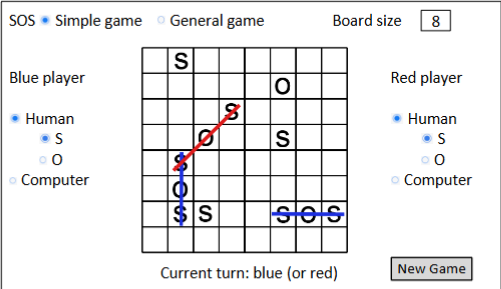 SOS Simple game General game Board size 8
S
Blue player Red player
O
Human S Human
S O S S
O S O
Computer Computer
O
S S S O S
Current turn: blue (or red) New Game